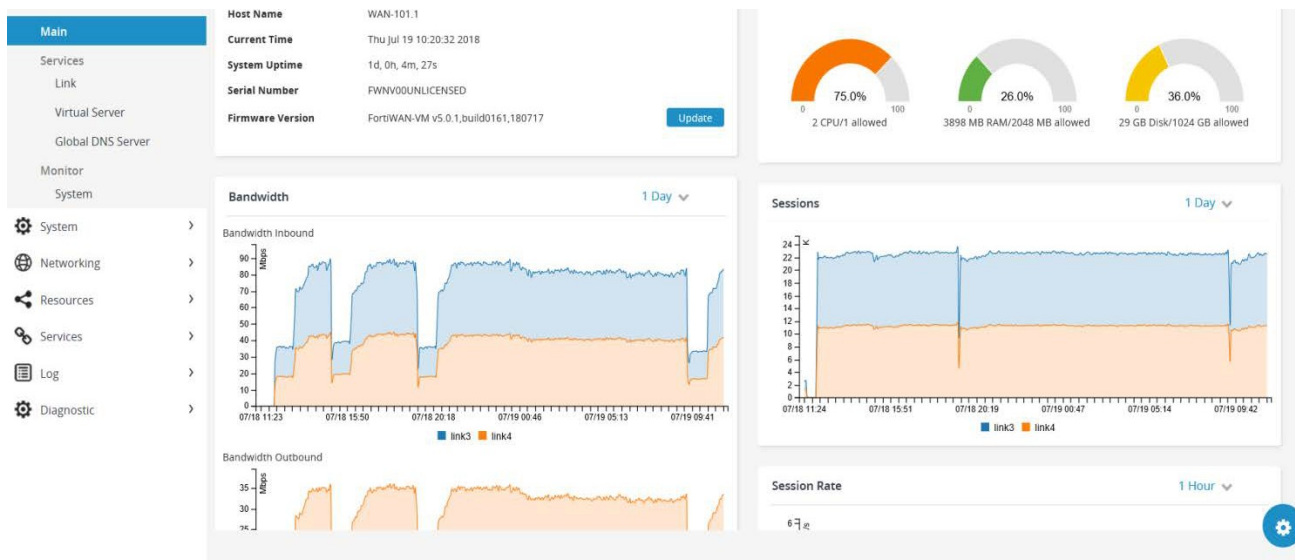 Main
Services
Link
Virtual Server
Global DNS Server
Monitor
System
System
Networking
Resources
Services
Log
Diagnostic
Host Name WAN-101.1
Current Time Thu Jul 19 10:20:32 2018
System Uptime 1d, 0h, 4m, 27s
Serial Number FWNV00UNLICENSED
Firmware Version FortiWAN-VM v5.0.1,build0161,180717 Update
75.0%
0 100
2 CPU/1 allowed
26.0%
0 100
3898 MB RAM/2048 MB allowed
36.0%
0 100
29 GB Disk/1024 GB allowed
Bandwidth 1 Day
Bandwidth Inbound
Mbps
90
80
70
60
50
40
30
20
10
0
07/18 11:23 07/18 15:50 07/18 20:18 07/19 00:46 07/19 05:13 07/19 09:41
link3 link4
Bandwidth Outbound
Mbps
35
30
25
Sessions 1 Day
K
24
22
20
18
16
14
12
10
8
6
4
2
0
07/18 11:24 07/18 15:51 07/18 20:19 07/19 00:47 07/19 05:14 07/19 09:42
link3 link4
Session Rate 1 Hour
6
/s